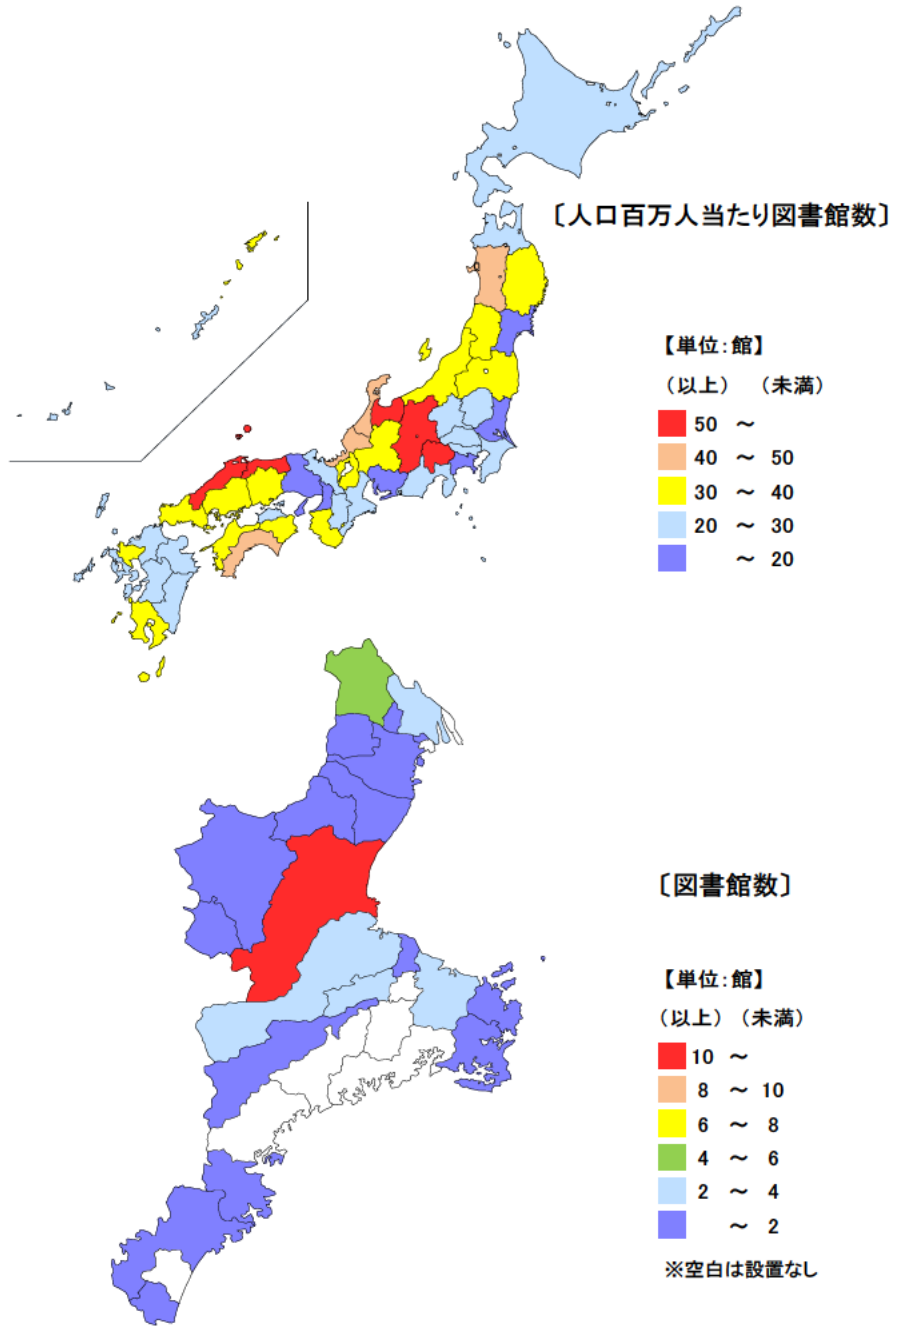 〔人口百万人当たり図書館数〕
【単位：館】
（以上） （未満）
50 ～
40 ～ 50
30 ～ 40
20 ～ 30
～ 20
〔図書館数〕
【単位：館】
（以上）（未満）
10 ～
8 ～ 10
6 ～ 8
4 ～ 6
2 ～ 4
～ 2
※空白は設置なし